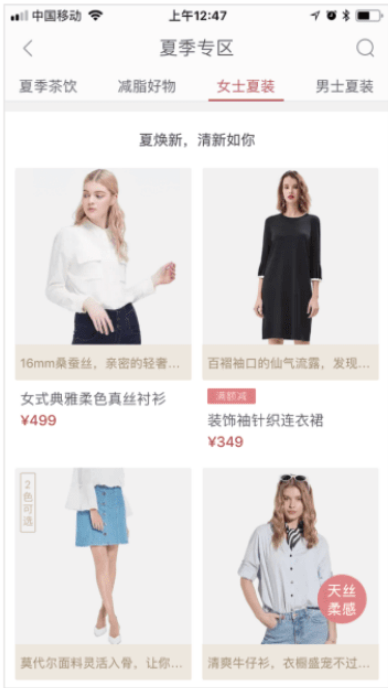 中国移动 上午12:47
夏季专区
夏季茶饮 减脂好物 女士夏装 男士夏装
夏焕新，清新如你
16mm桑蚕丝，亲密的轻奢...
女式典雅柔色真丝衬衫
¥499
百褶袖口的仙气流露，发现...
满额减
装饰袖针织连衣裙
¥349
2色可选
莫代尔面料灵活入骨，让你...
天丝
柔感
清爽牛仔衫，衣橱盛宠不过...